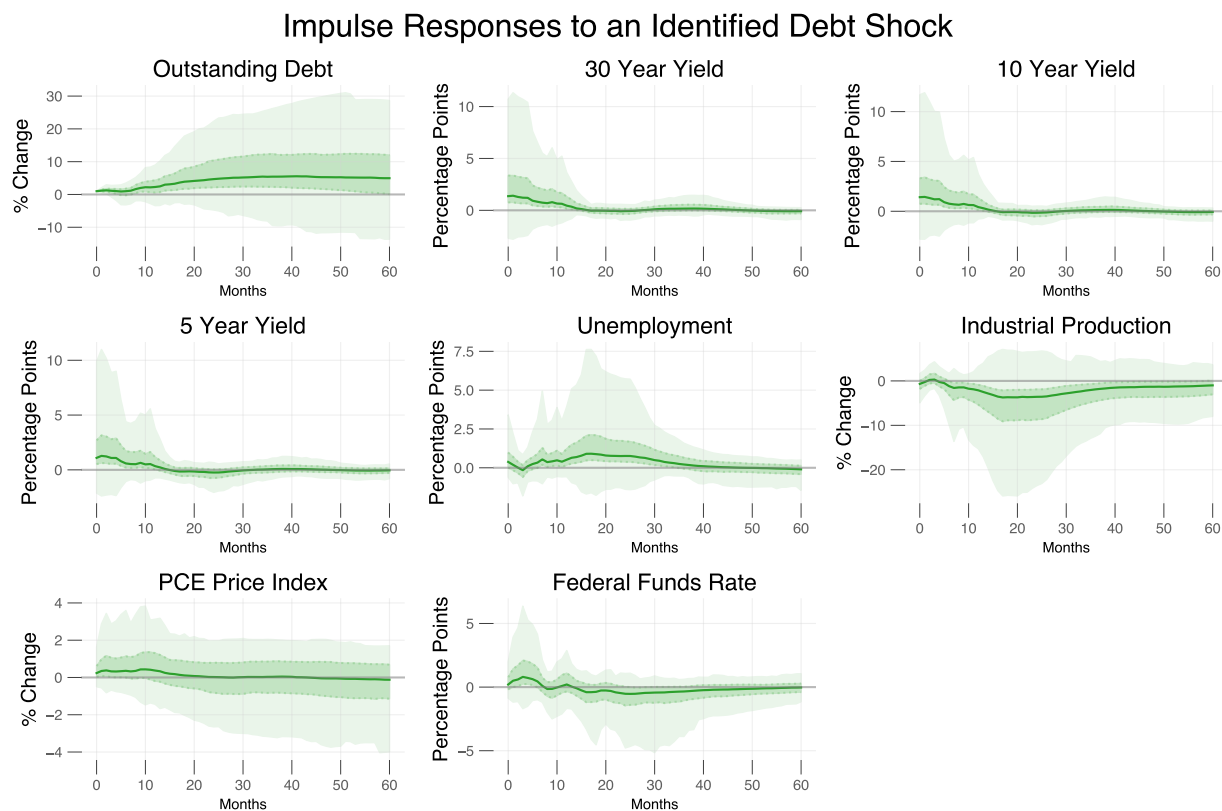 Impulse Responses to an Identified Debt Shock
Outstanding Debt
% Change
30
20
10
0
−10
0 10 20 30 40 50 60
Months
30 Year Yield
Percentage Points
10
5
0
0 10 20 30 40 50 60
Months
10 Year Yield
Percentage Points
10
5
0
0 10 20 30 40 50 60
Months
5 Year Yield
Percentage Points
10
5
0
0 10 20 30 40 50 60
Months
Unemployment
Percentage Points
7.5
5.0
2.5
0.0
0 10 20 30 40 50 60
Months
Industrial Production
% Change
0
−10
−20
0 10 20 30 40 50 60
Months
PCE Price Index
% Change
4
2
0
−2
−4
0 10 20 30 40 50 60
Months
Federal Funds Rate
Percentage Points
5
0
−5
0 10 20 30 40 50 60
Months